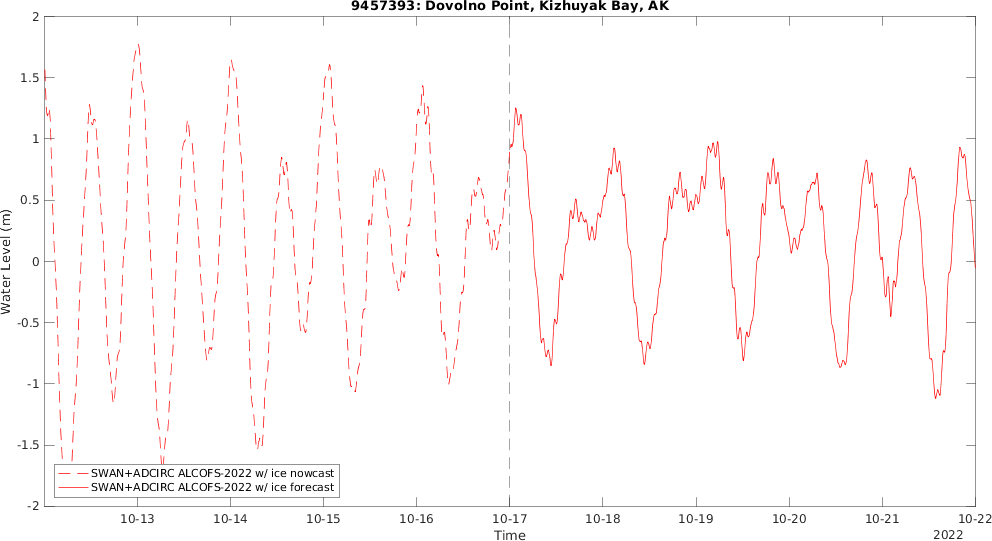 9457393: Dovolno Point, Kizhuyak Bay, AK
2
1.5
1
0.5
0
-0.5
-1
-1.5
-2
Water Level (m)
SWAN+ADCIRC ALCOFS-2022 w/ ice nowcast
SWAN+ADCIRC ALCOFS-2022 w/ ice forecast
10-13 10-14 10-15 10-16 10-17 10-18 10-19 10-20 10-21 10-22
Time
2022